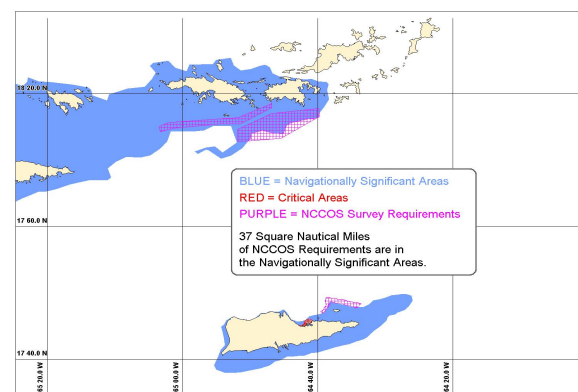 18 20.0 N
BLUE = Navigationally Significant Areas
RED = Critical Areas
PURPLE = NCCOS Survey Requirements
37 Square Nautical Miles
of NCCOS Requirements are in
the Navigationally Significant Areas.
17 60.0 N
17 40.0 N
65 20.0 W
65 00.0 W
64 40.0 W
64 20.0 W